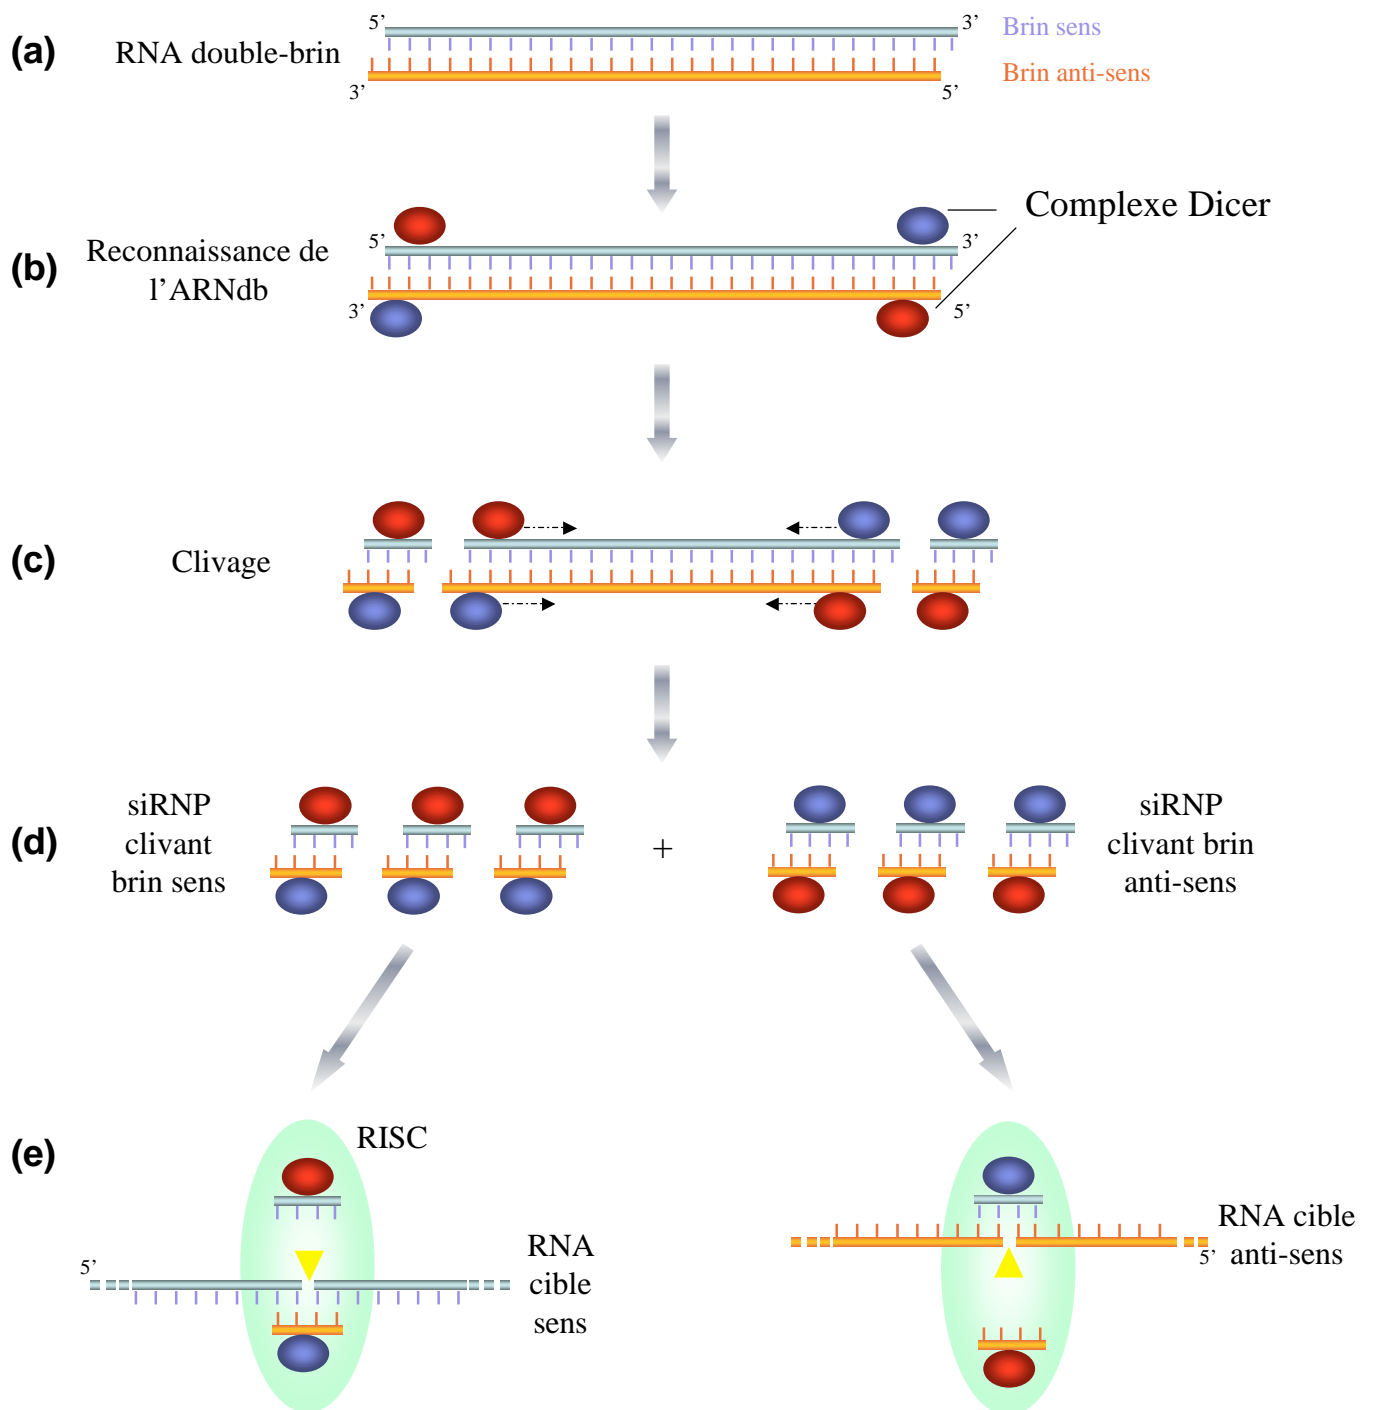 5’
3’
Brin sens
(a)
RNA double-brin
Brin anti-sens
3’
5’
Complexe Dicer
5’
3’
(b)
Reconnaissance de
l’ARNdb
3’
5’
(c)
Clivage
(d)
siRNP
clivant
brin sens
+
siRNP
clivant brin
anti-sens
(e)
RISC
5’
RNA
cible
sens
RNA cible
anti-sens
5’